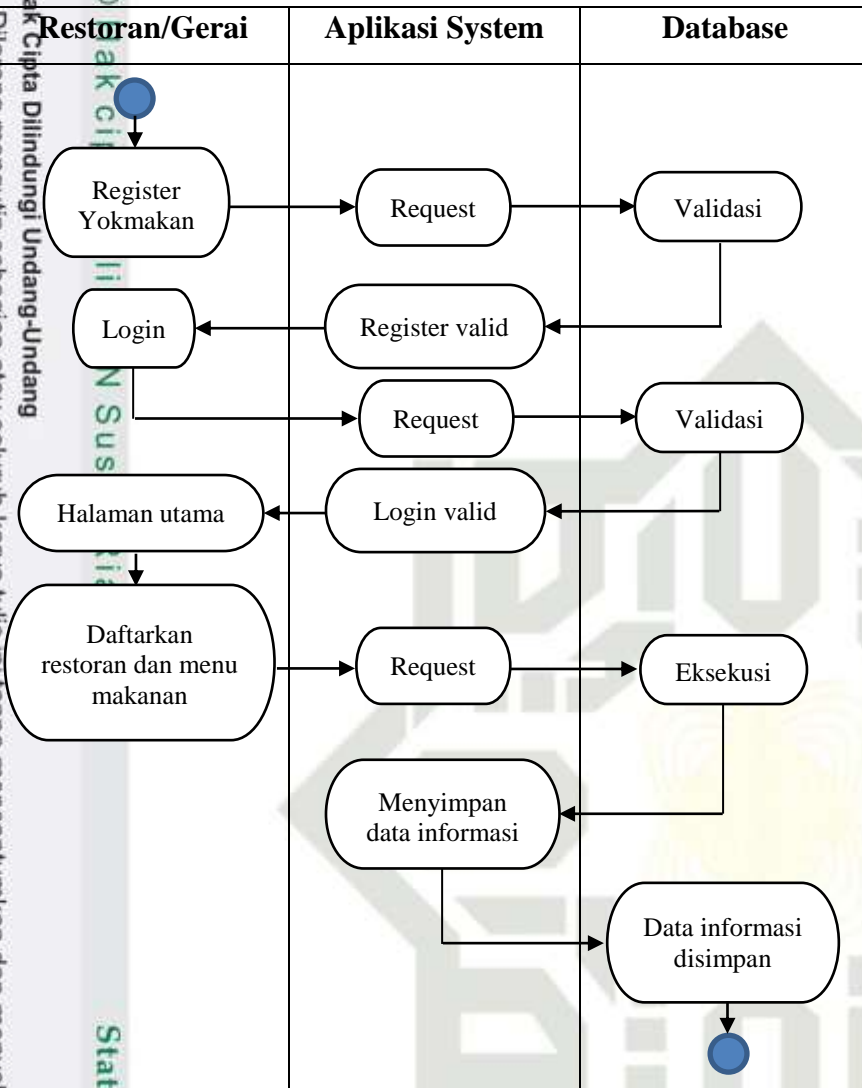 Restoran/Gerai
Aplikasi System
Database
Register
Yokmakan
Request
Validasi
Login
Register valid
Request
Validasi
Halaman utama
Login valid
Daftarkan
restoran dan menu
makanan
Request
Eksekusi
Menyimpan
data informasi
Data informasi
disimpan
ak Cipta Dilindungi Undang-Undang